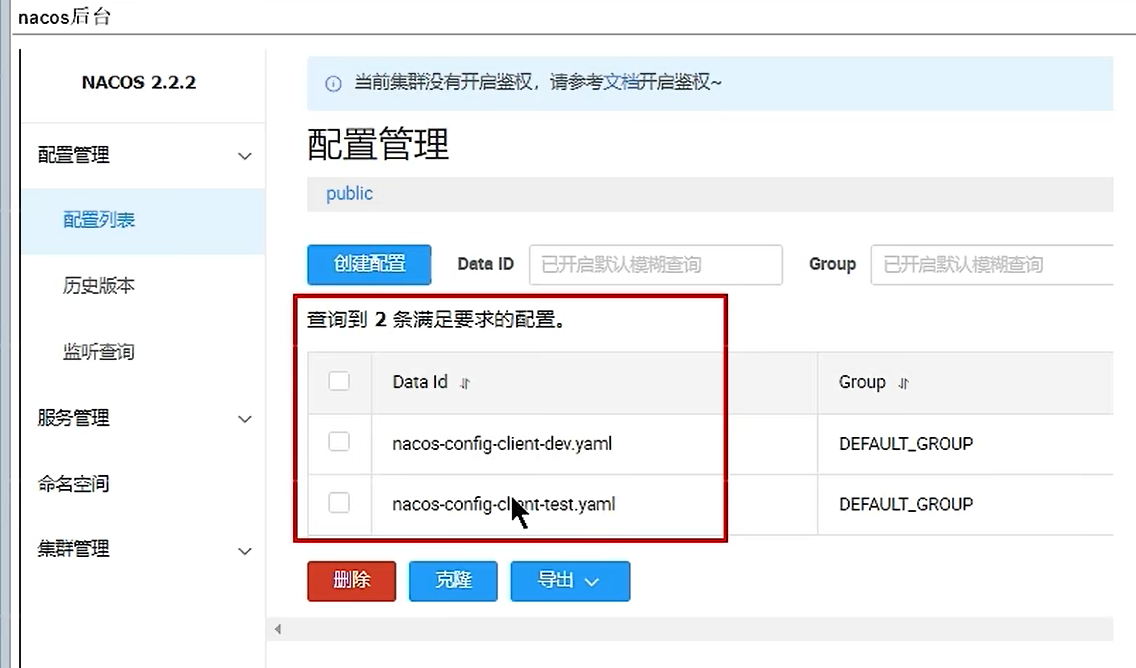 nacos后台
NACOS 2.2.2
配置管理
配置列表
历史版本
监听查询
服务管理
命名空间
集群管理
当前集群没有开启鉴权，请参考文档开启鉴权~
配置管理
public
创建配置 Data ID 已开启默认模糊查询 Group 已开启默认模糊查询
查询到 2 条满足要求的配置。
Data Id Group
nacos-config-client-dev.yaml DEFAULT_GROUP
nacos-config-client-test.yaml DEFAULT_GROUP
删除 克隆 导出